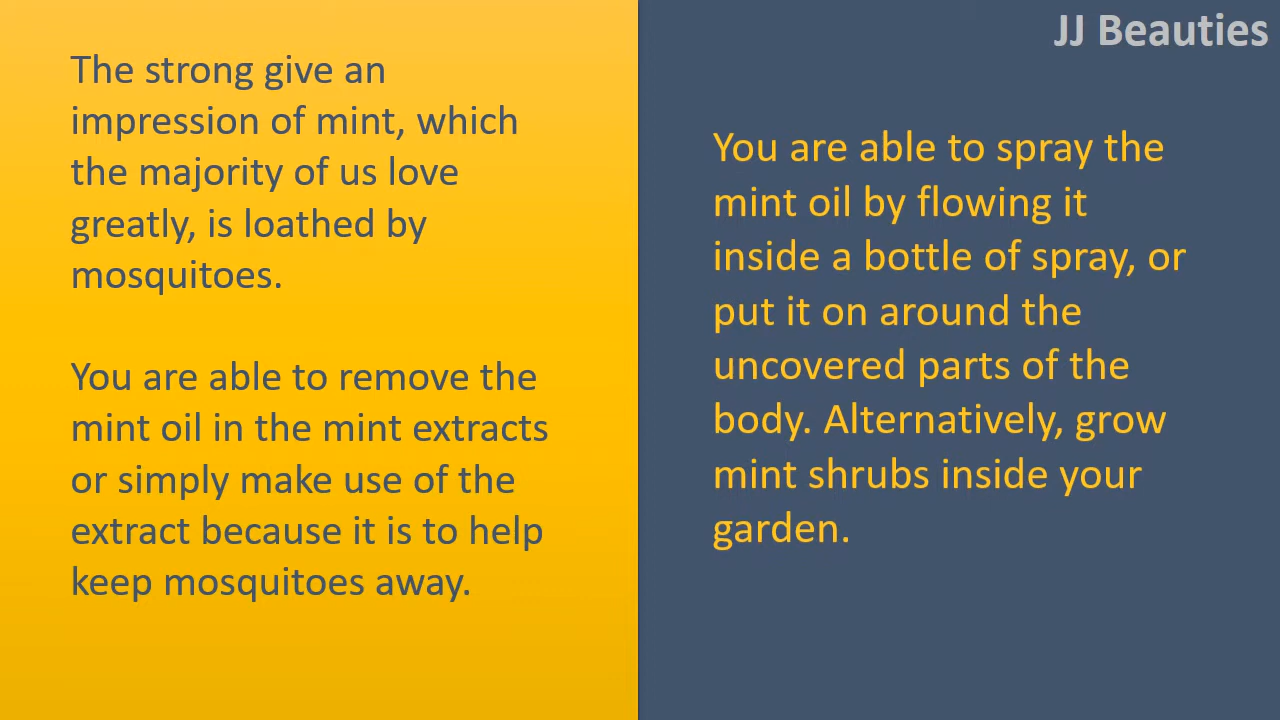 JJ Beauties
The strong give an
impression of mint, which
the majority of us love
greatly, is loathed by
mosquitoes.
You are able to remove the
mint oil in the mint extracts
or simply make use of the
extract because it is to help
keep mosquitoes away.
You are able to spray the
mint oil by flowing it
inside a bottle of spray, or
put it on around the
uncovered parts of the
body. Alternatively, grow
mint shrubs inside your
garden.